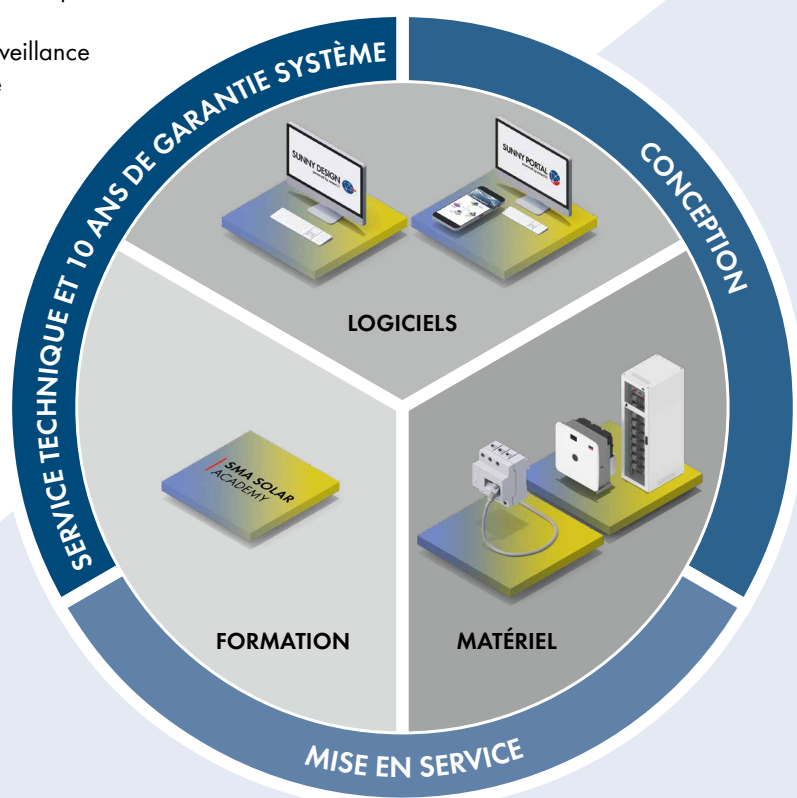 veillance
SERVICE TECHNIQUE ET 10 ANS DE GARANTIE SYSTÈME
CONCEPTION
SUNNY DESIGN
SUNNY PORTAL
LOGICIELS
SMA SOLAR
ACADEMY
FORMATION
MATÉRIEL
MISE EN SERVICE